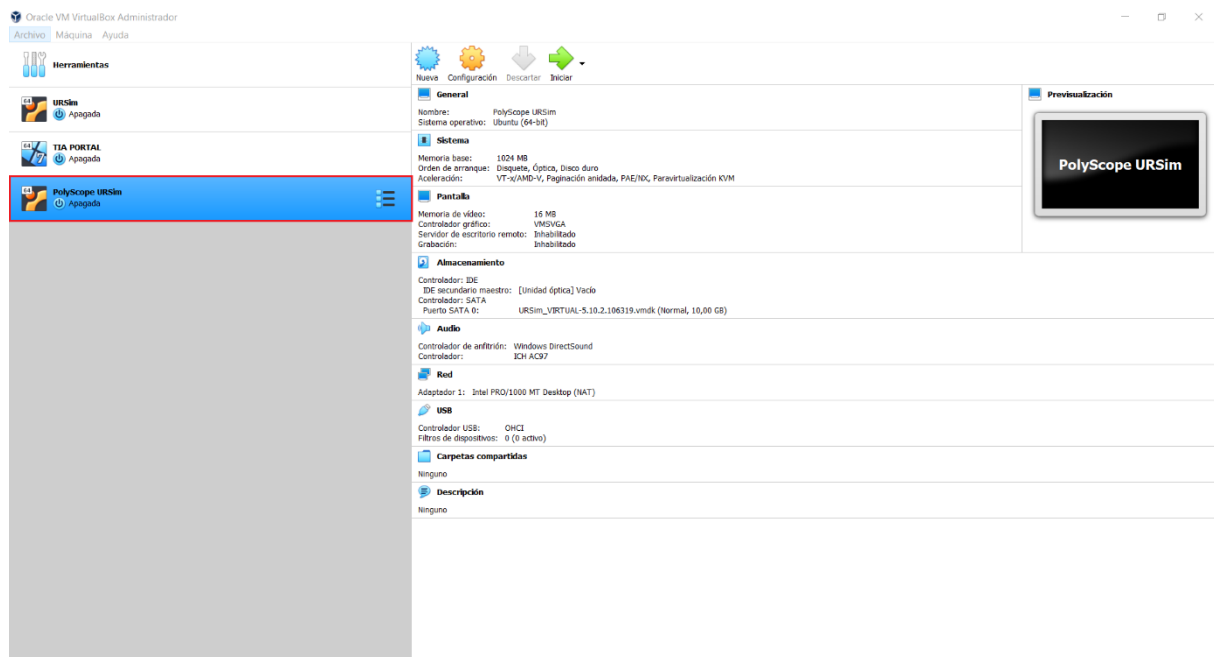 Oracle VM VirtualBox Administrador
Archivo Máquina Ayuda
Herramientas
64
URSim
Apagada
64
TIA PORTAL
Apagada
64
PolyScope URSim
Apagada
Nueva Configuración Descartar Iniciar
General
Nombre: PolyScope URSim
Sistema operativo: Ubuntu (64-bit)
Previsualización
PolyScope URSim
Sistema
Memoria base: 1024 MB
Orden de arranque: Disquete, Óptica, Disco duro
Aceleración: VT-x/AMD-V, Paginación anidada, PAE/NX, Paravirtualización KVM
Pantalla
Memoria de vídeo: 16 MB
Controlador gráfico: VMSVGA
Servidor de escritorio remoto: Inhabilitado
Grabación: Inhabilitado
Almacenamiento
Controlador: IDE
IDE secundario maestro: [Unidad óptica] Vacío
Controlador: SATA
Puerto SATA 0: URSim_VIRTUAL-5.10.2.106319.vmdk (Normal, 10,00 GB)
Audio
Controlador de anfitrión: Windows DirectSound
Controlador: ICH AC97
Red
Adaptador 1: Intel PRO/1000 MT Desktop (NAT)
USB
Controlador USB: OHCI
Filtros de dispositivos: 0 (0 activo)
Carpetas compartidas
Ninguno
Descripción
Ninguno